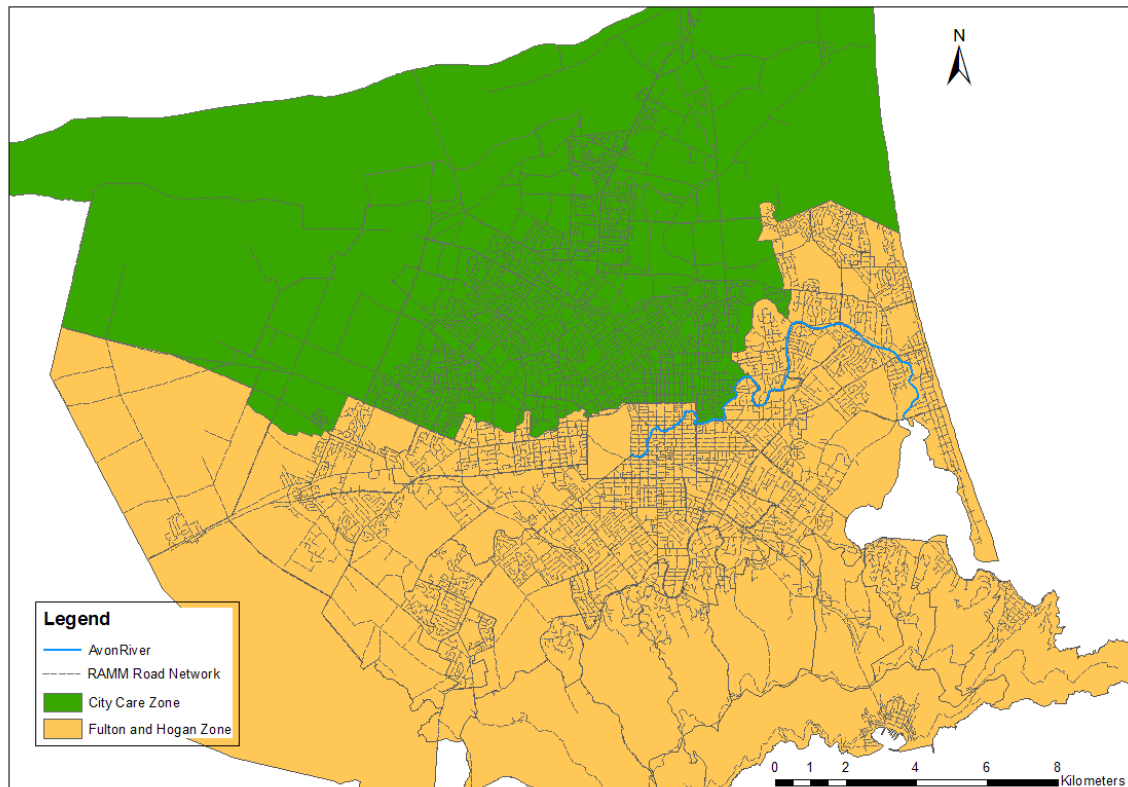 N
Legend
AvonRiver
RAMM Road Network
City Care Zone
Fulton and Hogan Zone
0 1 2 4 6 8
Kilometers